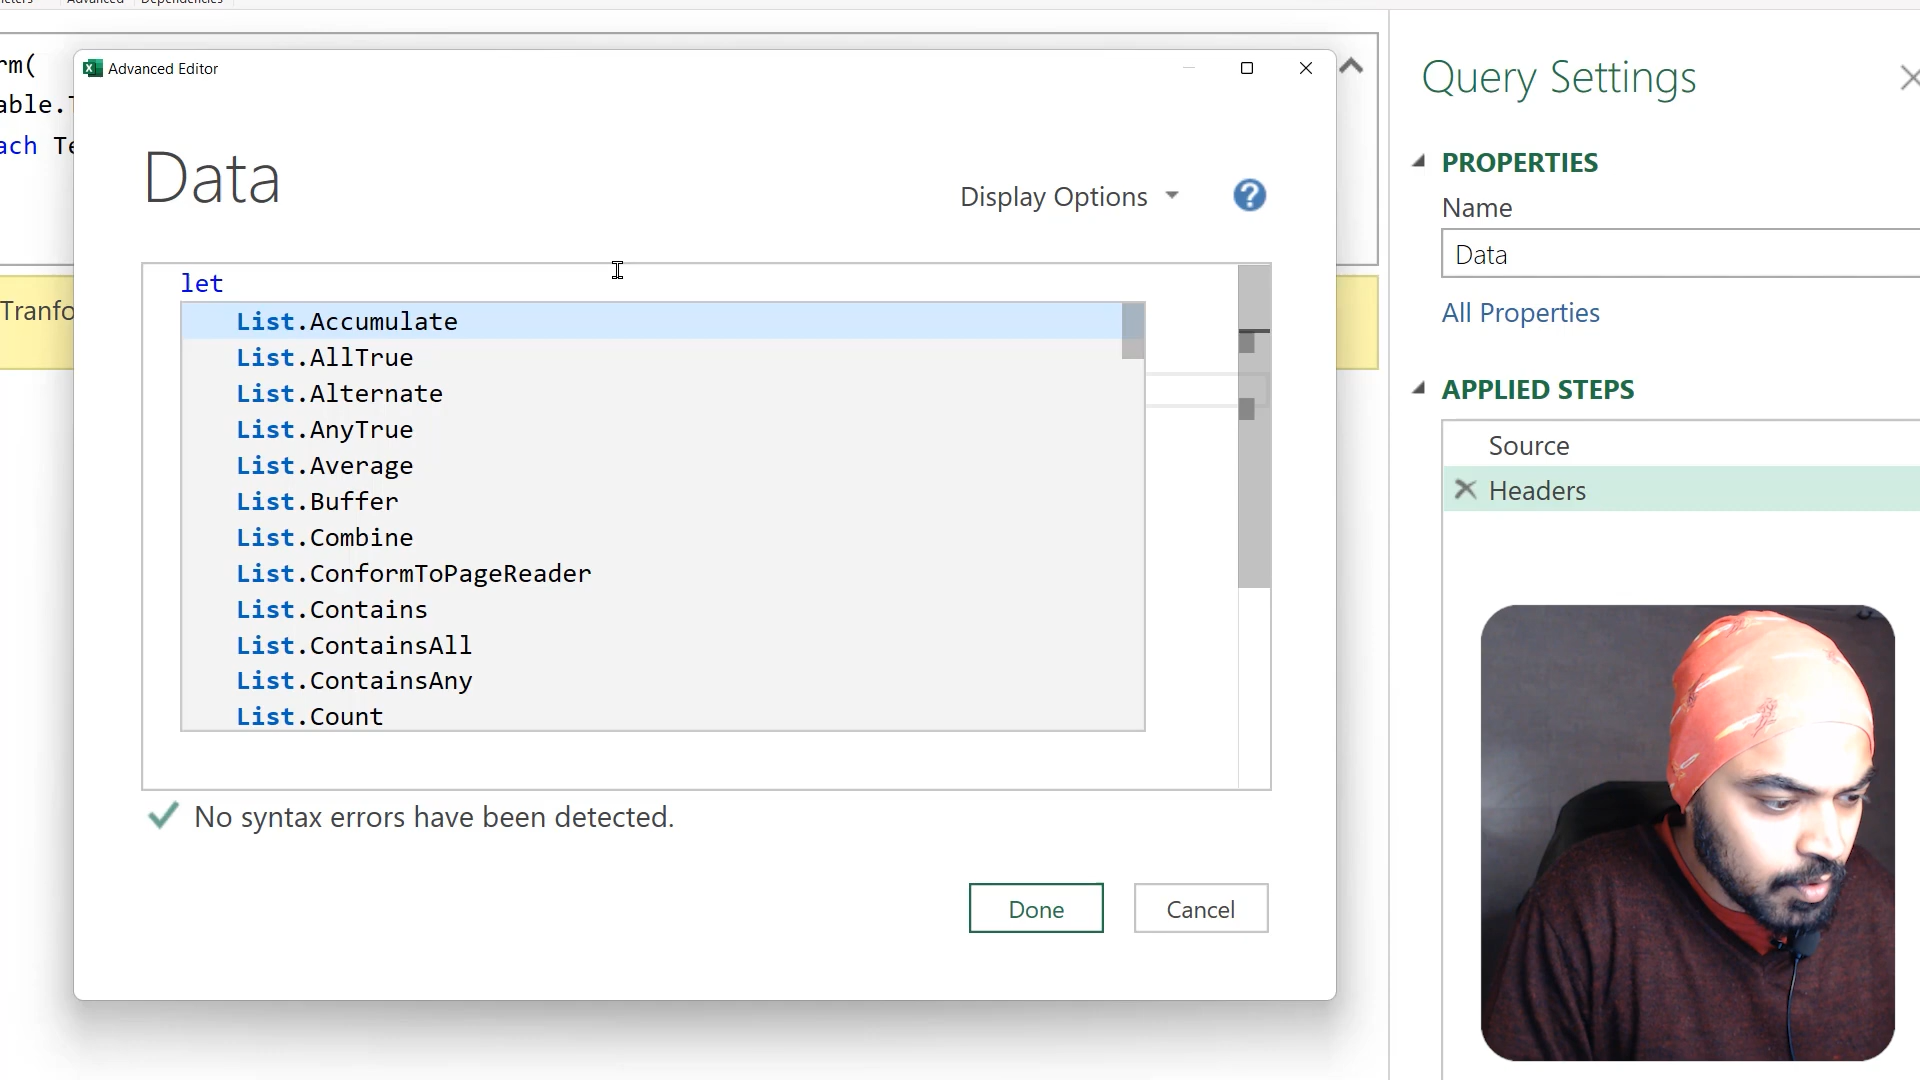 Advanced
Dependencies
rm(
able.T
ach Te
Tranfo
Advanced Editor
Data
Display Options
?
let
List.Accumulate
List.AllTrue
List.Alternate
List.AnyTrue
List.Average
List.Buffer
List.Combine
List.ConformToPageReader
List.Contains
List.ContainsAll
List.ContainsAny
List.Count
No syntax errors have been detected.
Done
Cancel
Query Settings
PROPERTIES
Name
Data
All Properties
APPLIED STEPS
Source
Headers